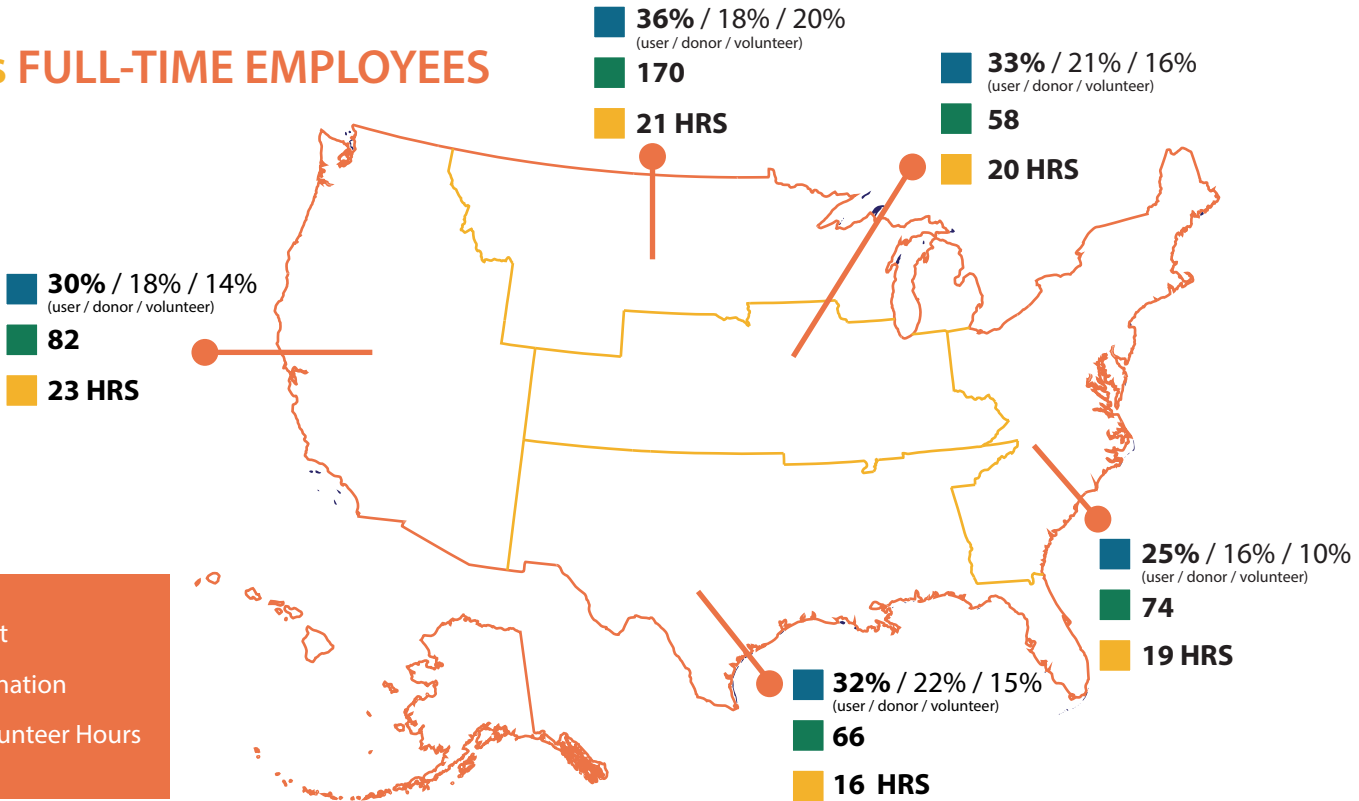 FULL-TIME EMPLOYEES
36% / 18% / 20%
(user / donor / volunteer)
170
21 HRS
33% / 21% / 16%
(user / donor / volunteer)
58
20 HRS
30% / 18% / 14%
(user / donor / volunteer)
82
23 HRS
25% / 16% / 10%
(user / donor / volunteer)
74
19 HRS
32% / 22% / 15%
(user / donor / volunteer)
66
16 HRS
Hours